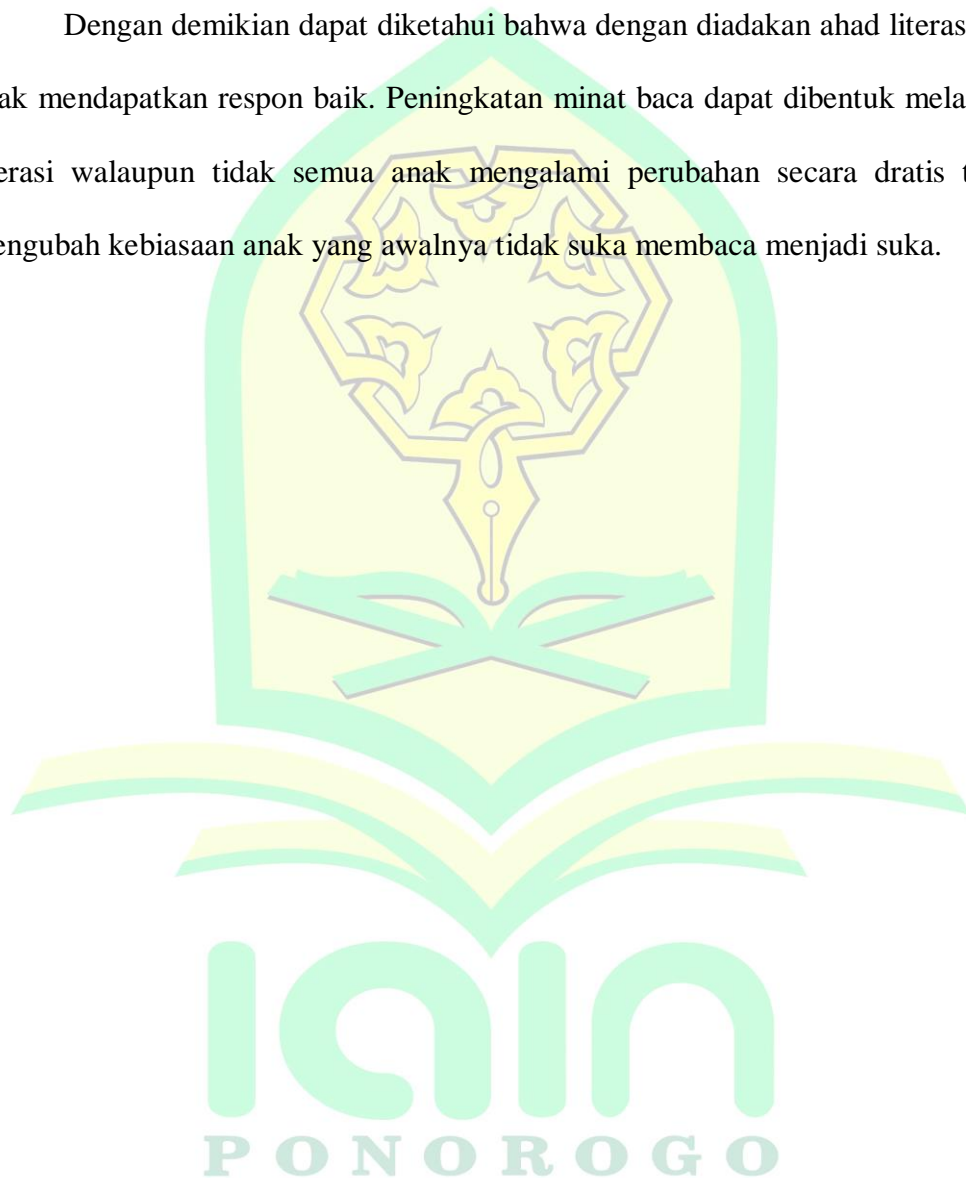 Dengan demikian dapat diketahui bahwa dengan diadakan ahad literas
ak mendapatkan respon baik. Peningkatan minat baca dapat dibentuk mela
erasi walaupun tidak semua anak mengalami perubahan secara dratis t
engubah kebiasaan anak yang awalnya tidak suka membaca menjadi suka.
iain
PONOROGO